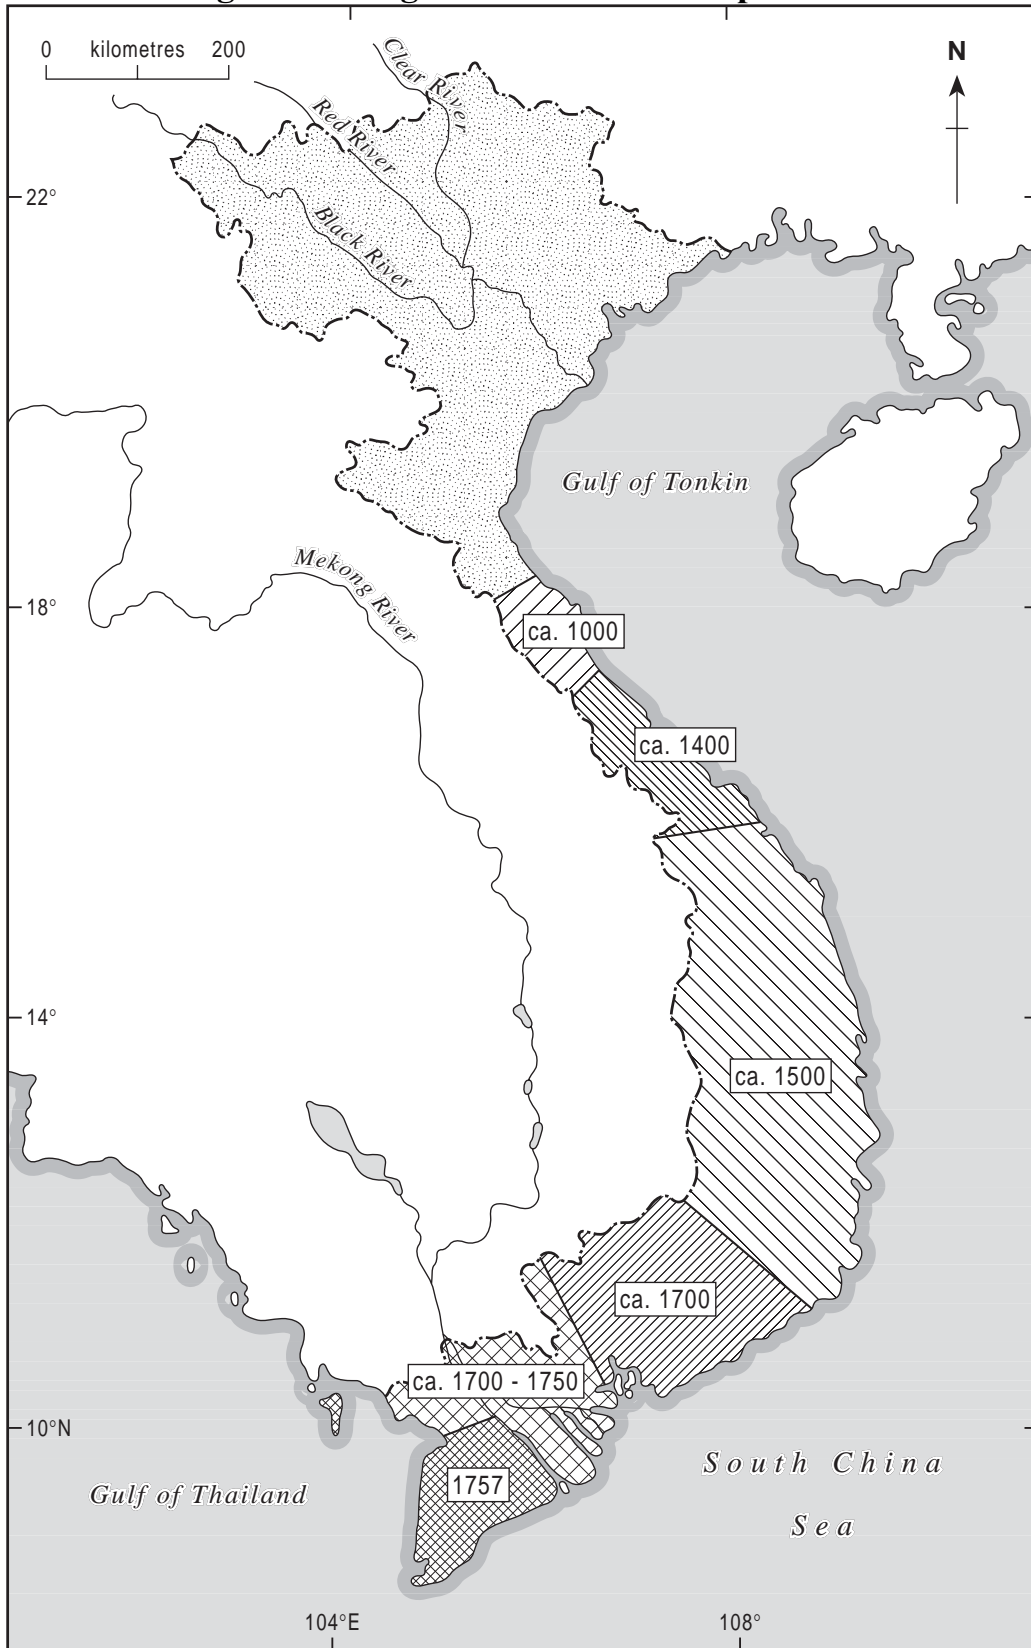 0 kilometres 200
N
Clear River
Red River
22°
Black River
Gulf of Tonkin
Mekong River
18°
ca. 1000
ca. 1400
14°
ca. 1500
ca. 1700
ca. 1700 - 1750
10°N
South China
Sea
1757
Gulf of Thailand
104°E
108°